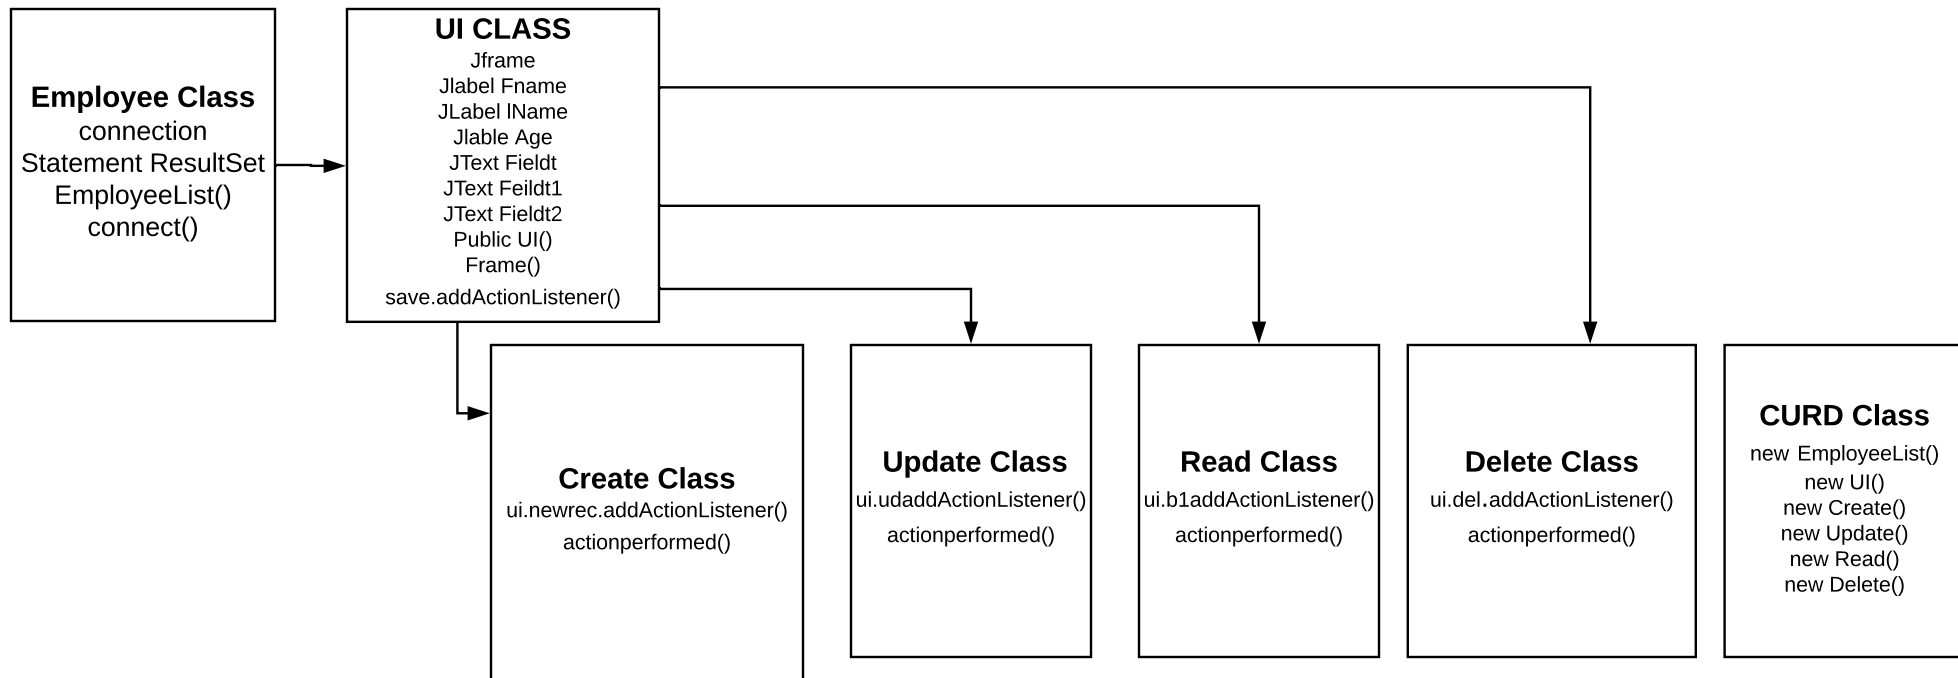 Employee Class
connection
Statement ResultSet
EmployeeList()
connect()
UI CLASS
Jframe
Jlabel Fname
JLabel lName
Jlable Age
JText Fieldt
JText Feildt1
JText Fieldt2
Public UI()
Frame()
save.addActionListener()
Create Class
ui.newrec.addActionListener()
actionperformed()
Update Class
ui.udaddActionListener()
actionperformed()
Read Class
ui.b1addActionListener()
actionperformed()
Delete Class
ui.del.addActionListener()
actionperformed()
CURD Class
new EmployeeList()
new UI()
new Create()
new Update()
new Read()
new Delete()